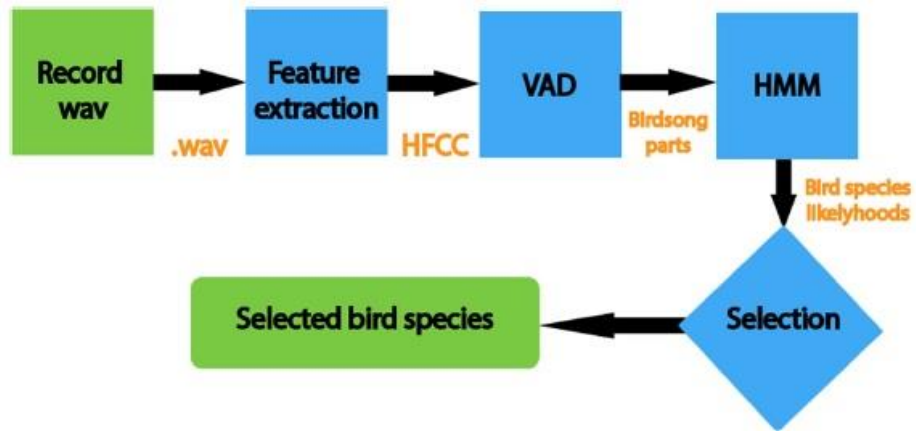 Record
wav
.wav
Feature
extraction
HFCC
VAD
Birdsong
parts
HMM
Bird species
likelyhoods
Selection
Selected bird species